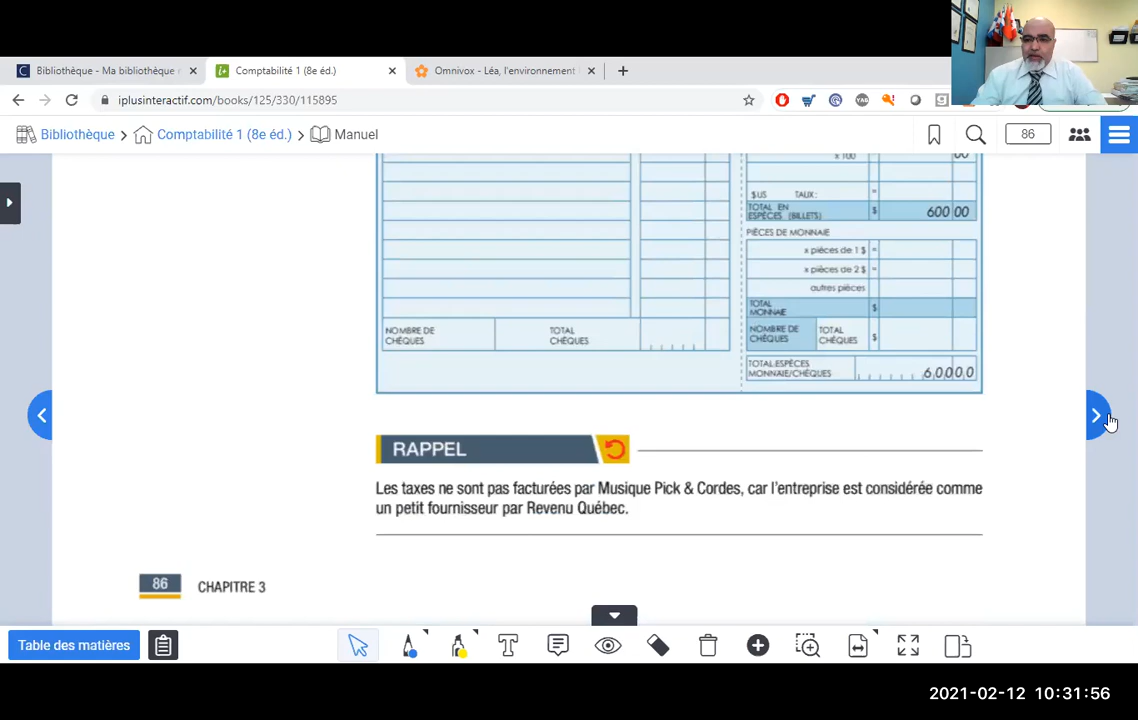 Bibliothèque - Ma bibliothèque
Comptabilité 1 (8e éd.)
Omnivox - Léa, l'environnement
iplusinteractif.com/books/125/330/115895
Bibliothèque > Comptabilité 1 (8e éd.) > Manuel
86
x 100
00
$US TAUX: =
TOTAL EN
ESPÈCES (BILLETS) $ 600 00
PIÈCES DE MONNAIE
x pièces de 1 $ =
x pièces de 2 $ =
autres pièces
TOTAL
MONNAIE $
NOMBRE DE
CHÈQUES
TOTAL
CHÈQUES
NOMBRE DE
CHÈQUES
TOTAL
CHÈQUES $
TOTAL ESPÈCES
MONNAIE/CHÈQUES 60000
RAPPEL
Les taxes ne sont pas facturées par Musique Pick & Cordes, car l'entreprise est considérée comme
un petit fournisseur par Revenu Québec.
86 CHAPITRE 3
Table des matières
2021-02-12 10:31:56